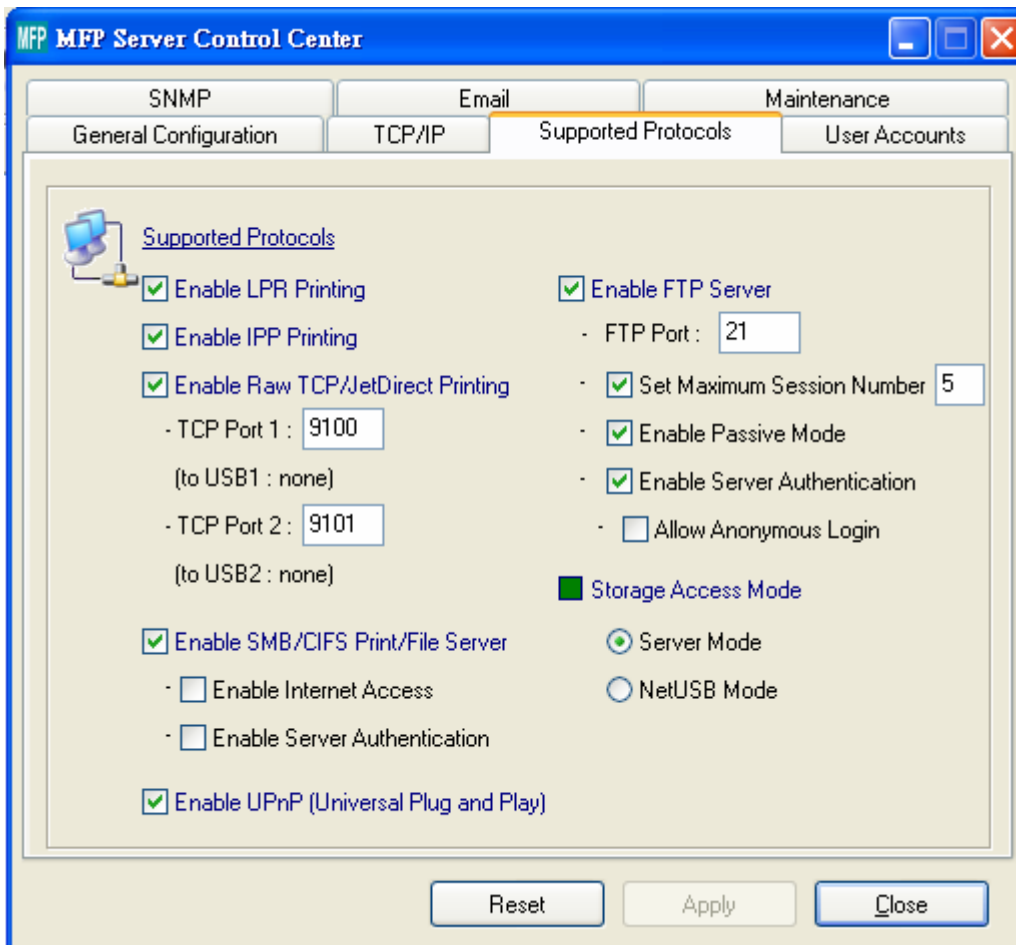 MFP MFP Server Control Center
SNMP Email Maintenance
General Configuration TCP/IP Supported Protocols User Accounts
Supported Protocols
Enable LPR Printing
Enable IPP Printing
Enable Raw TCP/JetDirect Printing
- TCP Port 1 : 9100
(to USB1 : none)
- TCP Port 2 : 9101
(to USB2 : none)
Enable SMB/CIFS Print/File Server
- Enable Internet Access
- Enable Server Authentication
Enable UPnP (Universal Plug and Play)
Enable FTP Server
- FTP Port : 21
- Set Maximum Session Number 5
- Enable Passive Mode
- Enable Server Authentication
- Allow Anonymous Login
Storage Access Mode
Server Mode
NetUSB Mode
Reset Apply Close